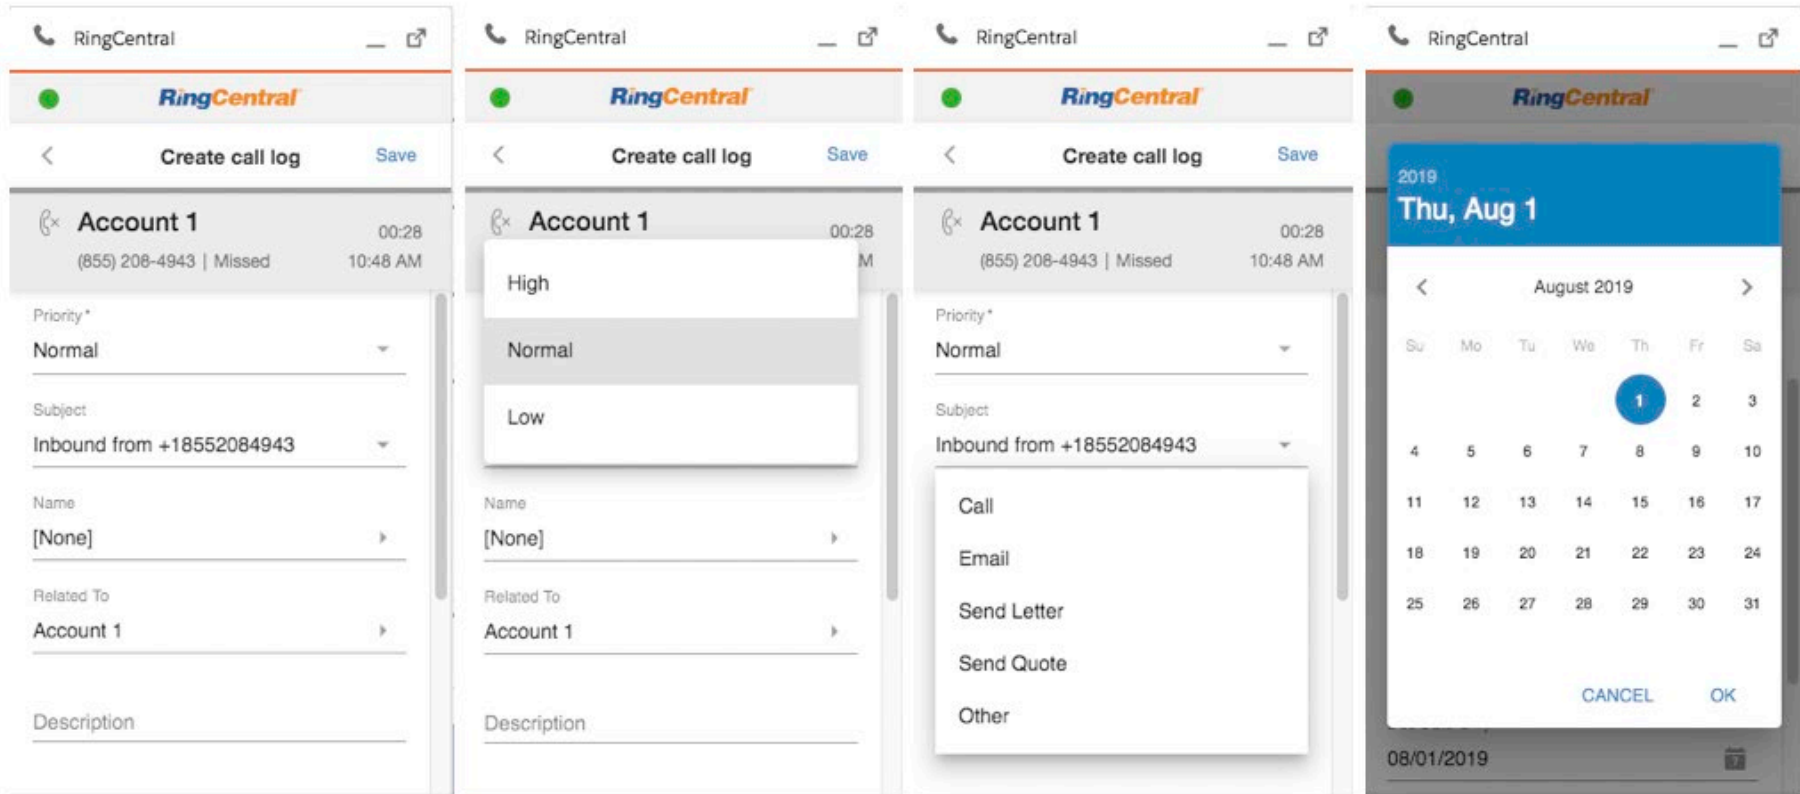 RingCentral
RingCentral
Create call log Save
Account 1 00:28
(855) 208-4943 | Missed 10:48 AM
Priority*
Normal
Subject
Inbound from +18552084943
Name
[None]
Related To
Account 1
Description
RingCentral
RingCentral
Create call log Save
Account 1 00:28
M
High
Normal
Low
Name
[None]
Related To
Account 1
Description
RingCentral
RingCentral
Create call log Save
Account 1 00:28
(855) 208-4943 | Missed 10:48 AM
Priority*
Normal
Subject
Inbound from +18552084943
Call
Email
Send Letter
Send Quote
Other
RingCentral
RingCentral
2019
Thu, Aug 1
August 2019
Su Mo Tu We Th Fr Sa
1 2 3
4 5 6 7 8 9 10
11 12 13 14 15 16 17
18 19 20 21 22 23 24
25 26 27 28 29 30 31
CANCEL OK
08/01/2019
7